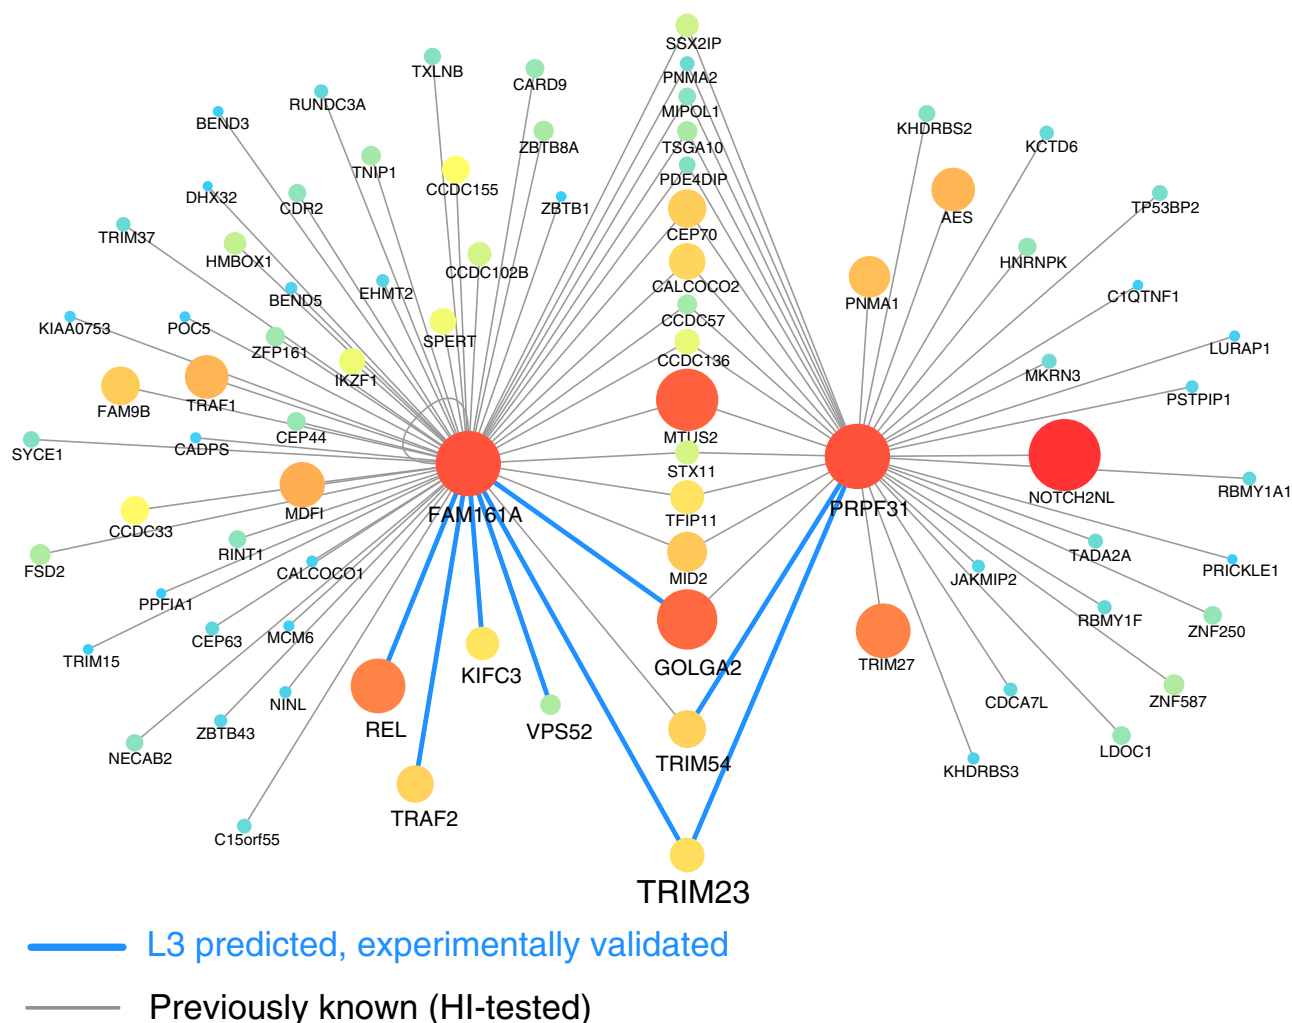 SSX2IP
TXLNB
PNMA2
CARD9
RUNDC3A
MIPOL1
BEND3
KHDRBS2
ZBTB8A
TSGA10
KCTD6
TNIP1
CCDC155
PDE4DIP
DHX32
CDR2
ZBTB1
TP53BP2
AES
TRIM37
CEP70
HMBOX1
CCDC102B
HNRNPK
BEND5
EHMT2
CALCOCO2
C1QTNF1
PNMA1
KIAA0753
POC5
CCDC57
SPERT
LURAP1
ZFP161
CCDC136
IKZF1
MKRN3
PSTPIP1
FAM9B
TRAF1
CEP44
MTUS2
SYCE1
CADPS
STX11
NOTCH2NL
RBMY1A1
MDFI
FAM161A
PRPF31
TFIP11
CCDC33
RINT1
TADA2A
FSD2
CALCOCO1
MID2
JAKMIP2
PRICKLE1
PPFIA1
RBMY1F
ZNF250
CEP63
MCM6
TRIM15
KIFC3
GOLGA2
TRIM27
NINL
CDCA7L
ZNF587
REL
VPS52
ZBTB43
NECAB2
TRIM54
KHDRBS3
LDOC1
TRAF2
C15orf55
TRIM23
L3 predicted, experimentally validated
Previously known (HI-tested)